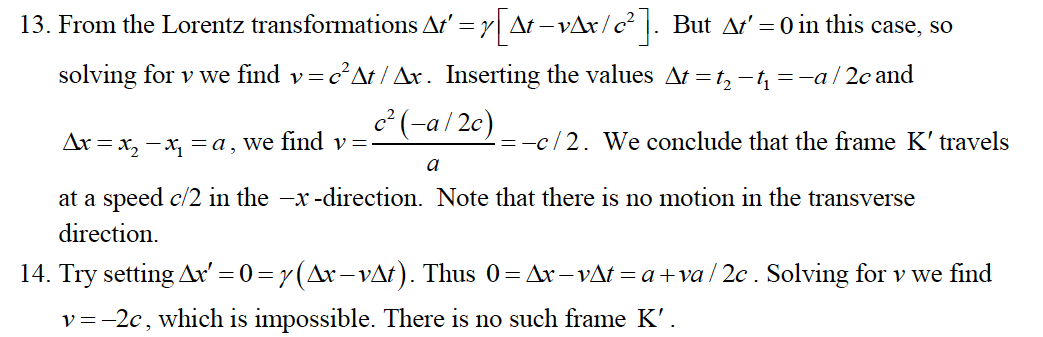 13. From the Lorentz transformations Δt′ = γ[Δt − vΔx / c²]. But Δt′ = 0 in this case, so
solving for v we find v = c²Δt / Δx. Inserting the values Δt = t₂ − t₁ = −a / 2c and
Δx = x₂ − x₁ = a, we find v = c²(−a / 2c) / a = −c / 2. We conclude that the frame K′ travels
at a speed c/2 in the −x-direction. Note that there is no motion in the transverse
direction.
14. Try setting Δx′ = 0 = γ(Δx − vΔt). Thus 0 = Δx − vΔt = a + va / 2c. Solving for v we find
v = −2c, which is impossible. There is no such frame K′.